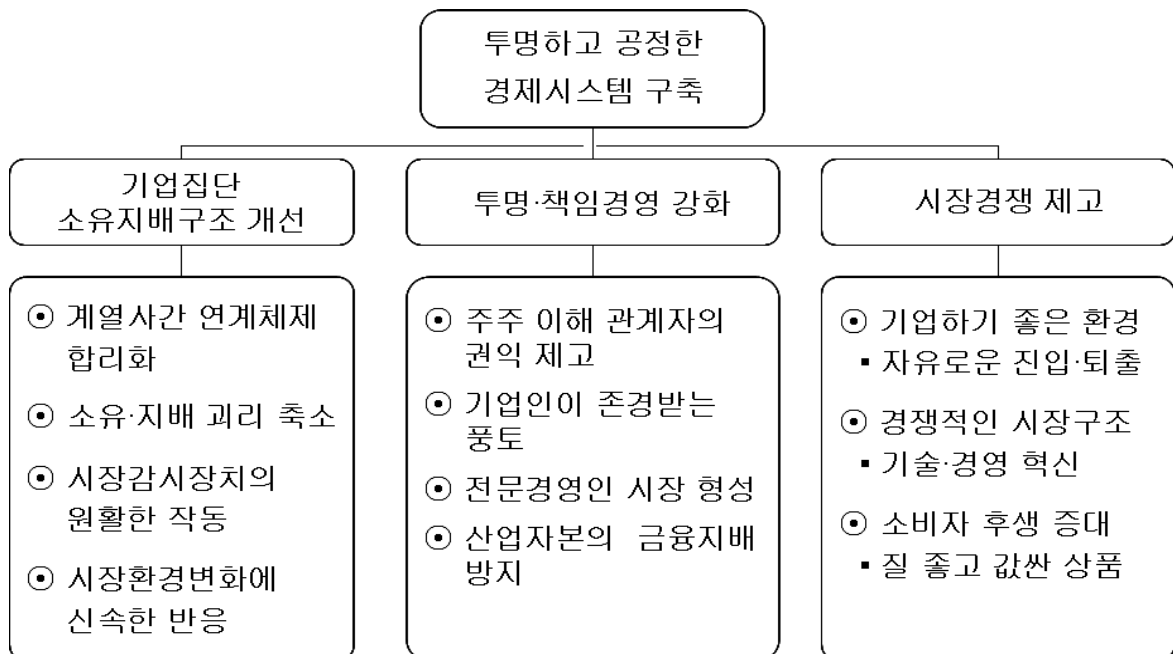 투명하고 공정한
경제시스템 구축
기업집단
소유지배구조 개선
⊙ 계열사간 연계체제
합리화
⊙ 소유·지배 괴리 축소
⊙ 시장감시장치의
원활한 작동
⊙ 시장환경변화에
신속한 반응
투명·책임경영 강화
⊙ 주주 이해 관계자의
권익 제고
⊙ 기업인이 존경받는
풍토
⊙ 전문경영인 시장 형성
⊙ 산업자본의 금융지배
방지
시장경쟁 제고
⊙ 기업하기 좋은 환경
▪ 자유로운 진입·퇴출
⊙ 경쟁적인 시장구조
▪ 기술·경영 혁신
⊙ 소비자 후생 증대
▪ 질 좋고 값싼 상품